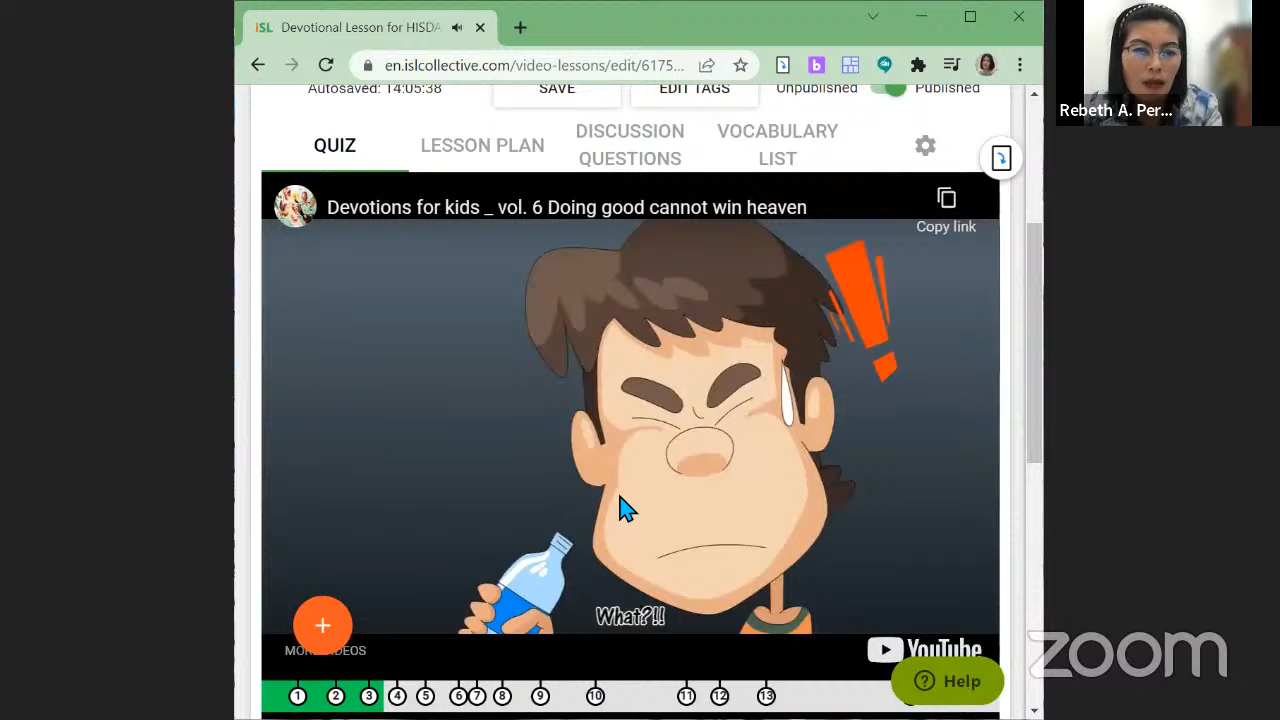 iSL Devotional Lesson for HISDA
en.islcollective.com/video-lessons/edit/6175...
Autosaved: 14:05:38
SAVE
EDIT TAGS
Unpublished
Published
QUIZ
LESSON PLAN
DISCUSSION
QUESTIONS
VOCABULARY
LIST
Devotions for kids _ vol. 6 Doing good cannot win heaven
Copy link
What?!!
+
MORE VIDEOS
YouTube
1 2 3 4 5 6 7 8 9 10 11 12 13
? Help
Rebeth A. Per...
zoom